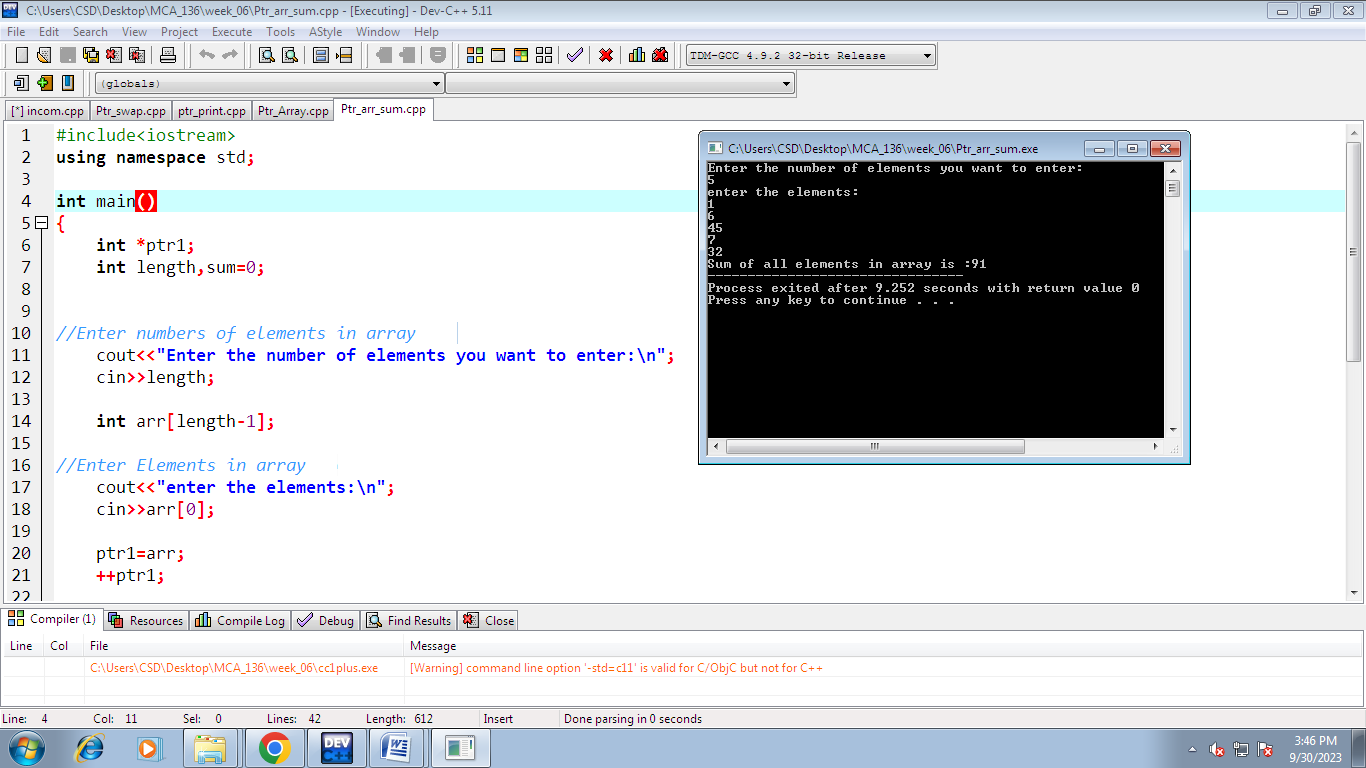 C:\Users\CSD\Desktop\MCA_136\week_06\Ptr_arr_sum.cpp - [Executing] - Dev-C++ 5.11
File Edit Search View Project Execute Tools AStyle Window Help
TDM-GCC 4.9.2 32-bit Release
(globals)
[*] incom.cpp Ptr_swap.cpp ptr_print.cpp Ptr_Array.cpp Ptr_arr_sum.cpp
1 #include<iostream>
2 using namespace std;
3
4 int main()
5 {
6 int *ptr1;
7 int length,sum=0;
8
9
10 //Enter numbers of elements in array
11 cout<<"Enter the number of elements you want to enter:\n";
12 cin>>length;
13
14 int arr[length-1];
15
16 //Enter Elements in array
17 cout<<"enter the elements:\n";
18 cin>>arr[0];
19
20 ptr1=arr;
21 ++ptr1;
22
C:\Users\CSD\Desktop\MCA_136\week_06\Ptr_arr_sum.exe
Enter the number of elements you want to enter:
5
enter the elements:
1
6
45
7
32
Sum of all elements in array is :91
--------------------------------
Process exited after 9.252 seconds with return value 0
Press any key to continue . . .
Compiler (1) Resources Compile Log Debug Find Results Close
Line Col File Message
C:\Users\CSD\Desktop\MCA_136\week_06\cc1plus.exe [Warning] command line option '-std=c11' is valid for C/ObjC but not for C++
Line: 4 Col: 11 Sel: 0 Lines: 42 Length: 612 Insert Done parsing in 0 seconds
DEV C++
3:46 PM
9/30/2023